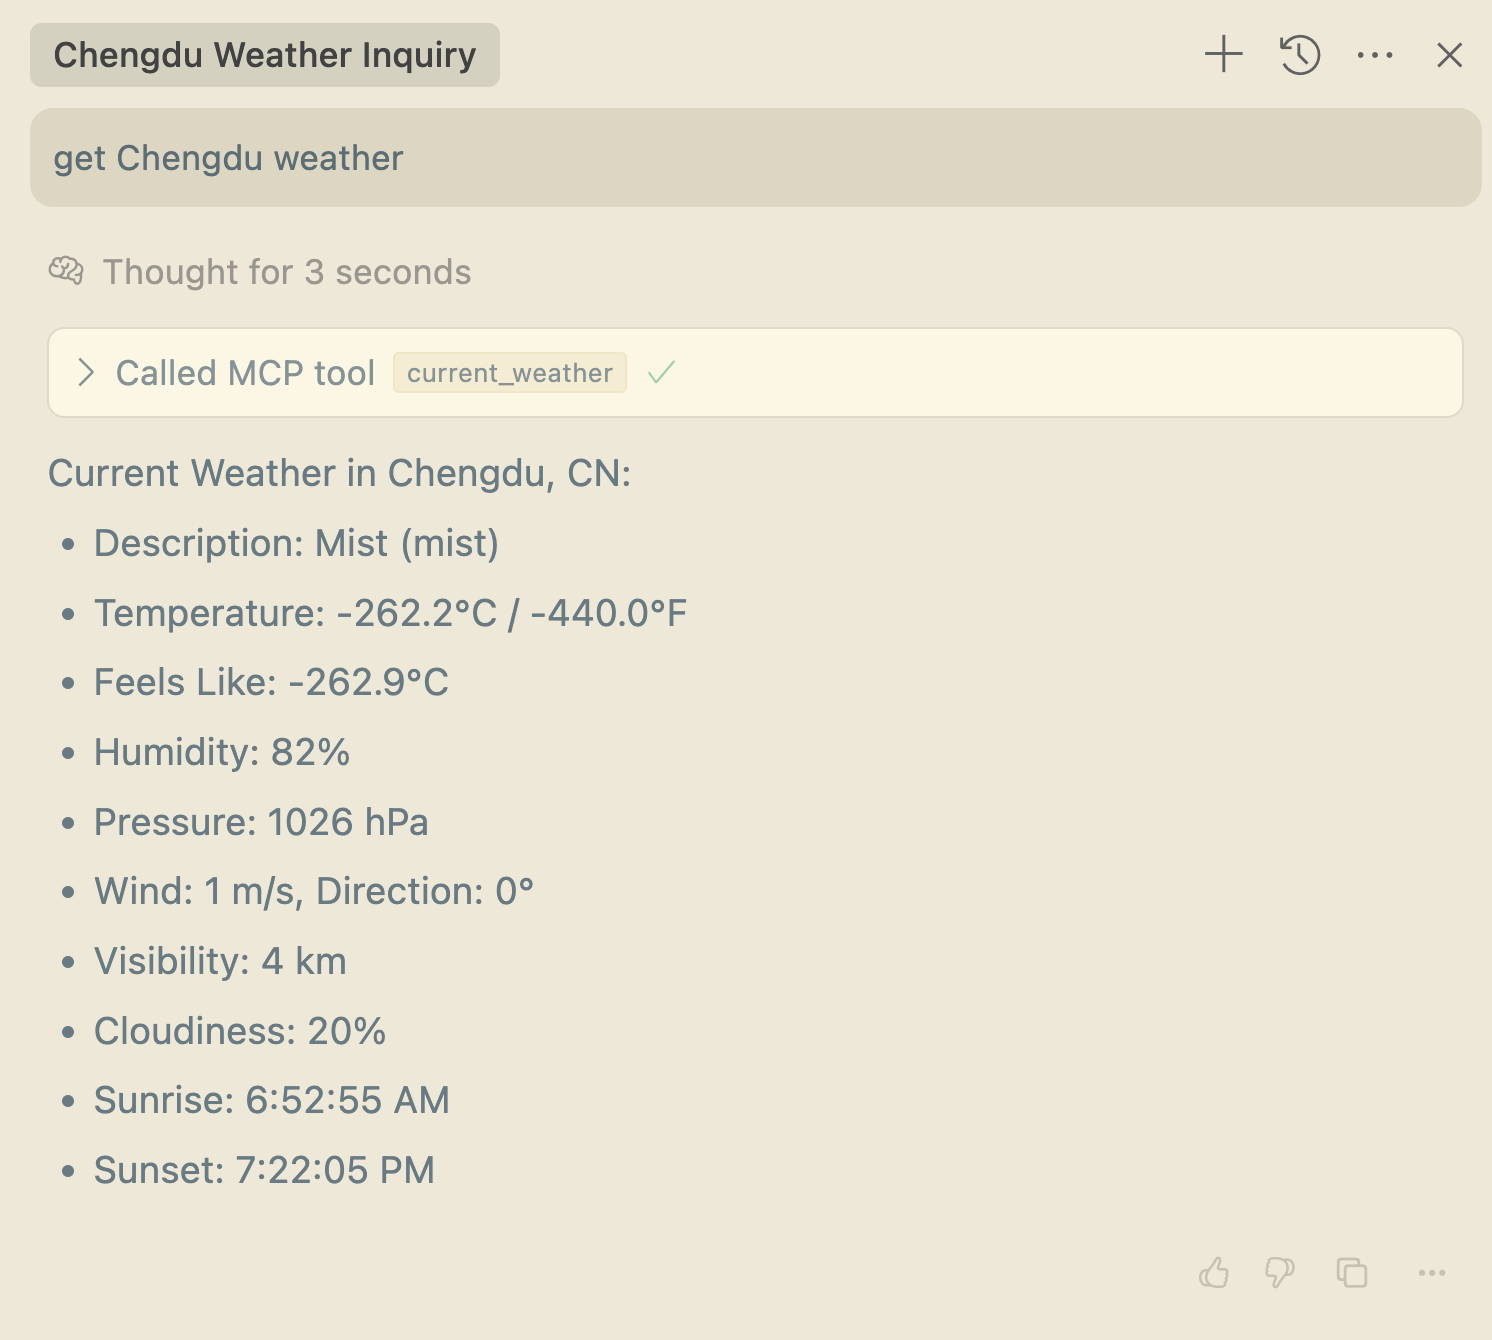 Chengdu Weather Inquiry
get Chengdu weather
Thought for 3 seconds
Called MCP tool current_weather
Current Weather in Chengdu, CN:
• Description: Mist (mist)
• Temperature: -262.2°C / -440.0°F
• Feels Like: -262.9°C
• Humidity: 82%
• Pressure: 1026 hPa
• Wind: 1 m/s, Direction: 0°
• Visibility: 4 km
• Cloudiness: 20%
• Sunrise: 6:52:55 AM
• Sunset: 7:22:05 PM